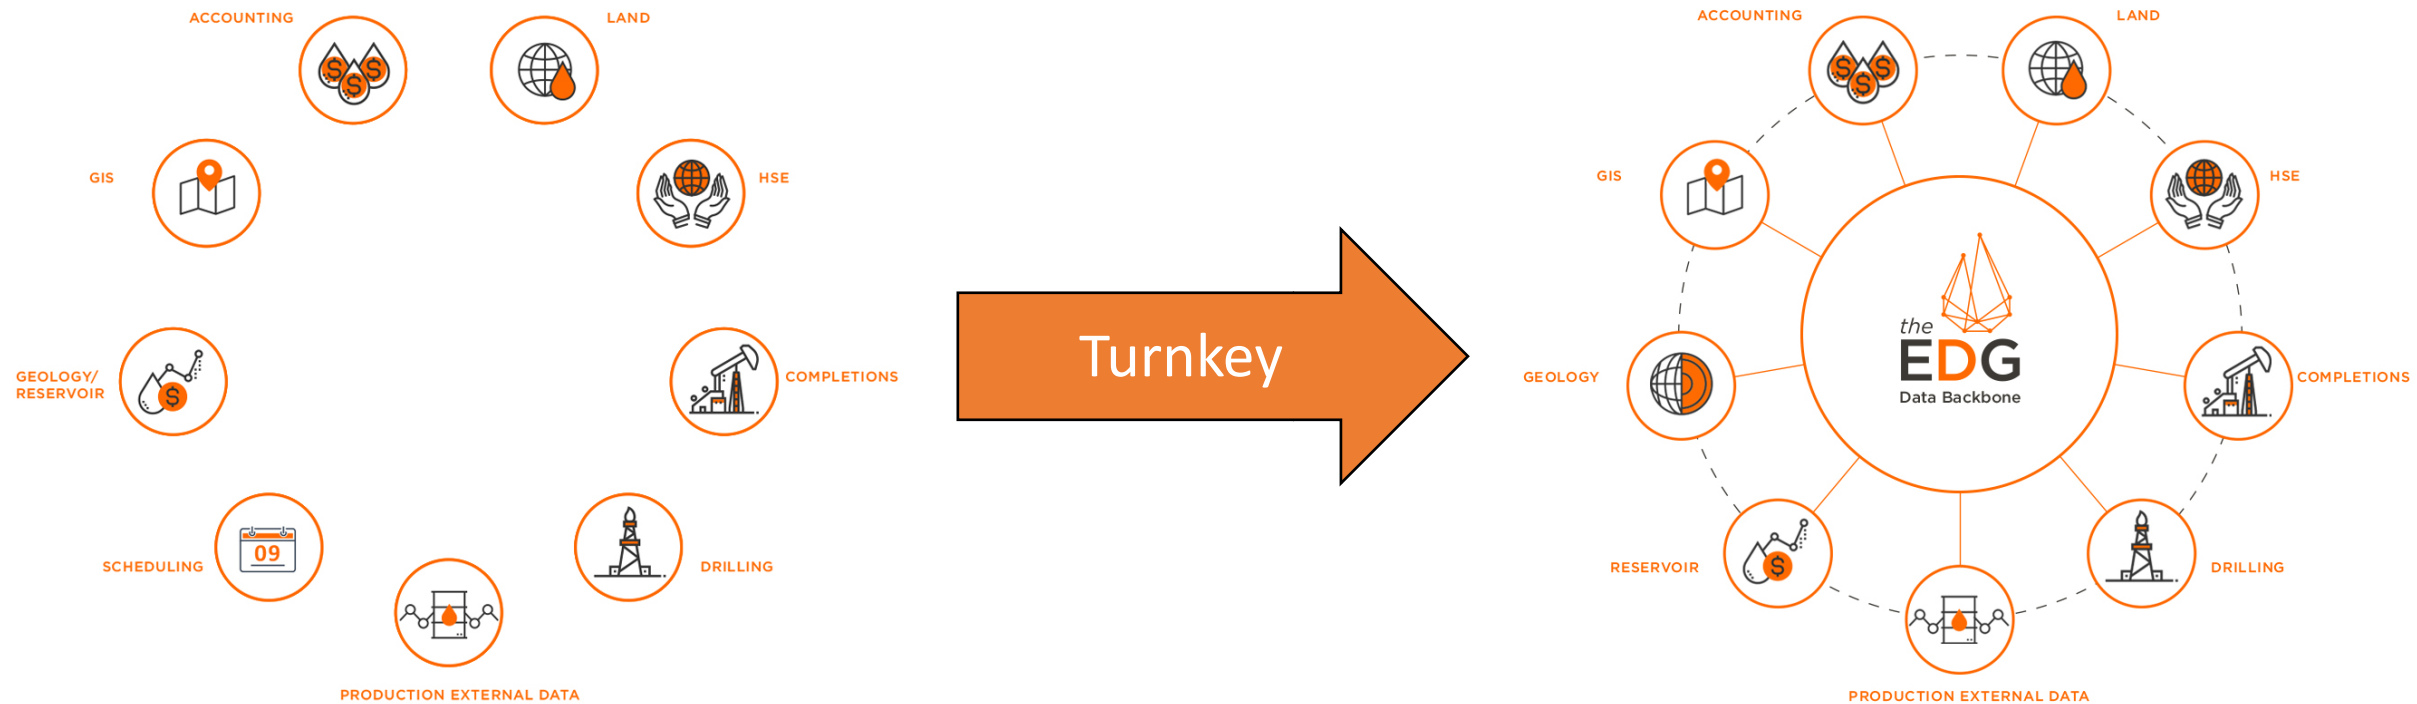 ACCOUNTING
LAND
GIS
HSE
GEOLOGY/
RESERVOIR
COMPLETIONS
SCHEDULING
09
DRILLING
PRODUCTION EXTERNAL DATA
$ $ $
$
Turnkey
ACCOUNTING
LAND
GIS
HSE
GEOLOGY
COMPLETIONS
the
EDG
Data Backbone
RESERVOIR
DRILLING
PRODUCTION EXTERNAL DATA
$ $ $
$